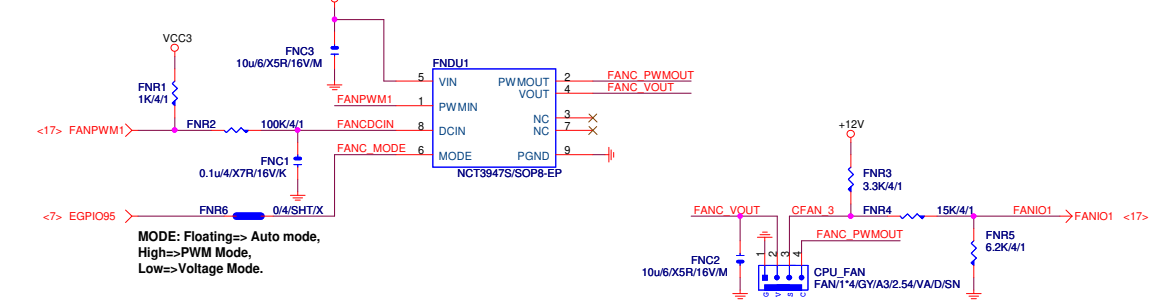 VCC3
FNC3
10u/6/X5R/16V/M
FNR1
1K/4/1
FNDU1
5 VIN
PWMOUT 2 FANC_PWMOUT
VOUT 4 FANC_VOUT
FANPWM1 1 PWMIN
NC 3
NC 7
<17> FANPWM1 FNR2 100K/4/1 FANCDCIN 8 DCIN
FANC_MODE 6 MODE
PGND 9
NCT3947S/SOP8-EP
FNC1
0.1u/4/X7R/16V/K
<7> EGPIO95 FNR6 0/4/SHT/X
MODE: Floating=> Auto mode,
High=>PWM Mode,
Low=>Voltage Mode.
+12V
FNR3
3.3K/4/1
FANC_VOUT CFAN_3 FNR4 15K/4/1 FANIO1 FANIO1 <17>
FANC_PWMOUT
FNR5
6.2K/4/1
FNC2
10u/6/X5R/16V/M
1 2 3 4
CPU_FAN
FAN/1*4/GY/A3/2.54/VA/D/SN
G V S C